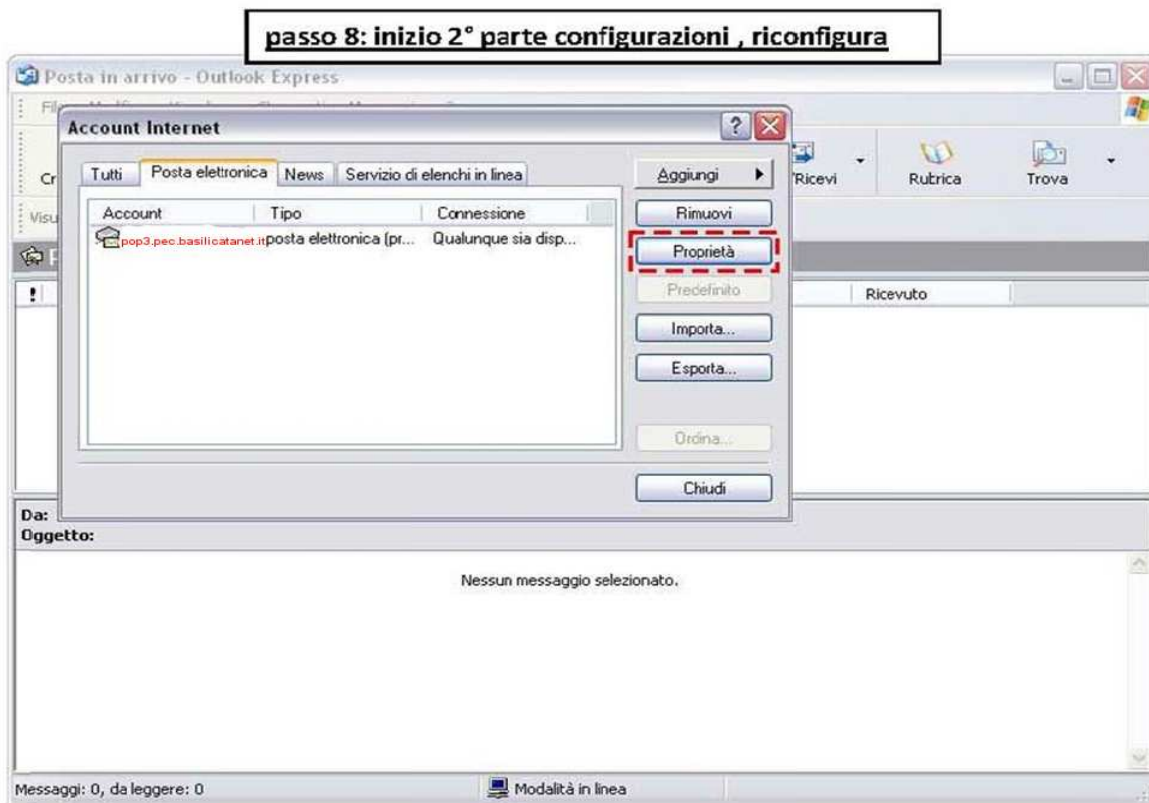 passo 8: inizio 2° parte configurazioni , riconfigura
Posta in arrivo - Outlook Express
Account Internet
Tutti Posta elettronica News Servizio di elenchi in linea
Account Tipo Connessione
pop3.pec.basilicatanet.it posta elettronica (pr... Qualunque sia disp...
Aggiungi
Rimuovi
Proprietà
Predefinito
Importa...
Esporta...
Ordina...
Chiudi
Cr /Ricevi Rubrica Trova
Visu
! Ricevuto
Da:
Oggetto:
Nessun messaggio selezionato.
Messaggi: 0, da leggere: 0 Modalità in linea